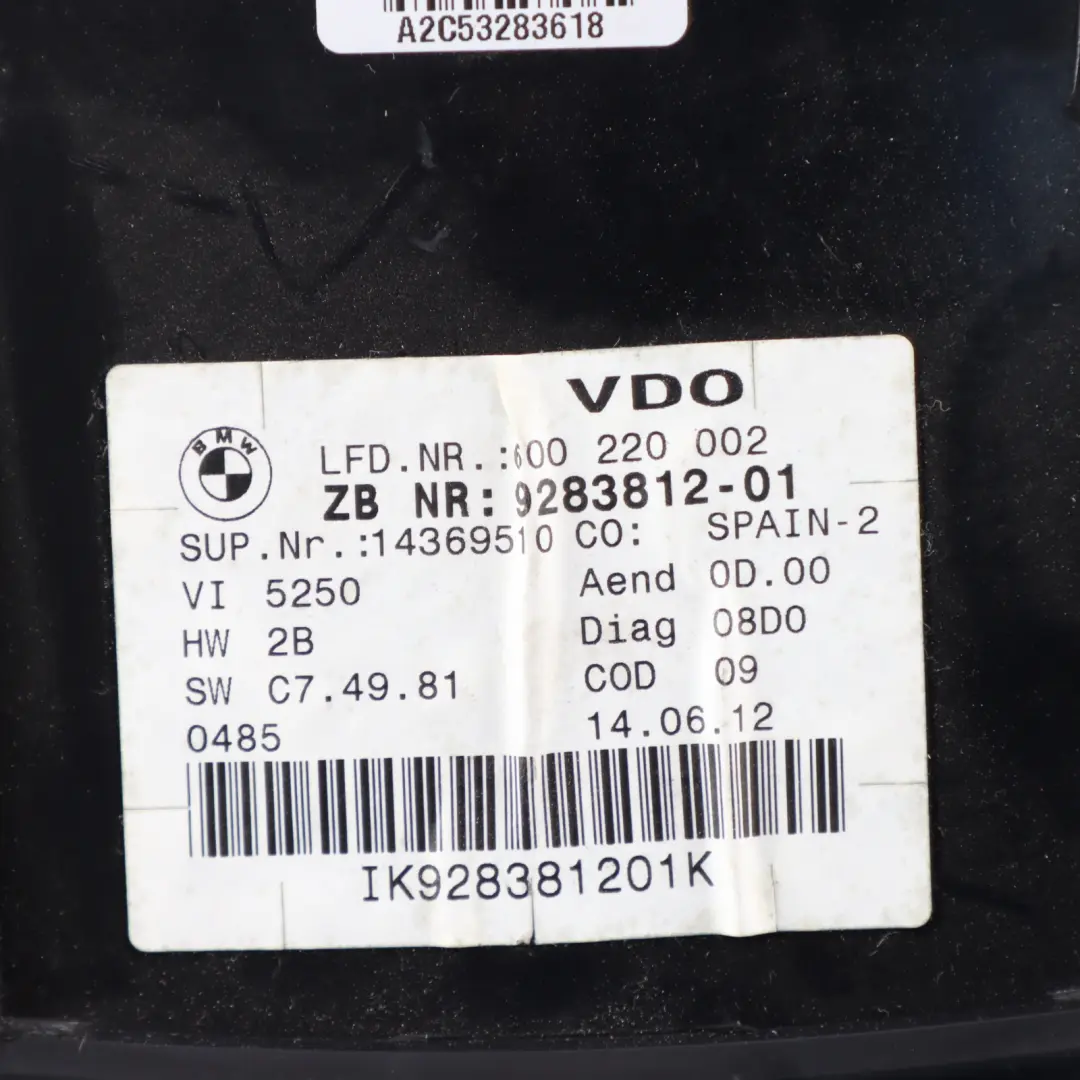 A2C53283618
VDO
BMW
LFD.NR.:600 220 002
ZB NR: 9283812-01
SUP.Nr.:14369510 CO: SPAIN-2
VI 5250 Aend 0D.00
HW 2B Diag 08D0
SW C7.49.81 COD 09
0485 14.06.12
IK928381201K